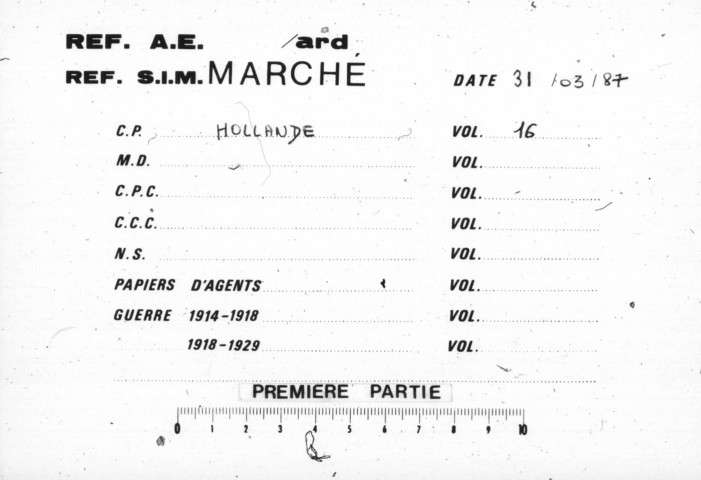 REF. A.E. /ard
REF. S.I.M. MARCHÉ DATE 31/03/87
C.P. HOLLANDE VOL. 16
M.D. VOL.
C.P.C. VOL.
C.C.C. VOL.
N.S. VOL.
PAPIERS D'AGENTS VOL.
GUERRE 1914-1918 VOL.
1918-1929 VOL.
PREMIERE PARTIE
0 1 2 3 4 5 6 7 8 9 10